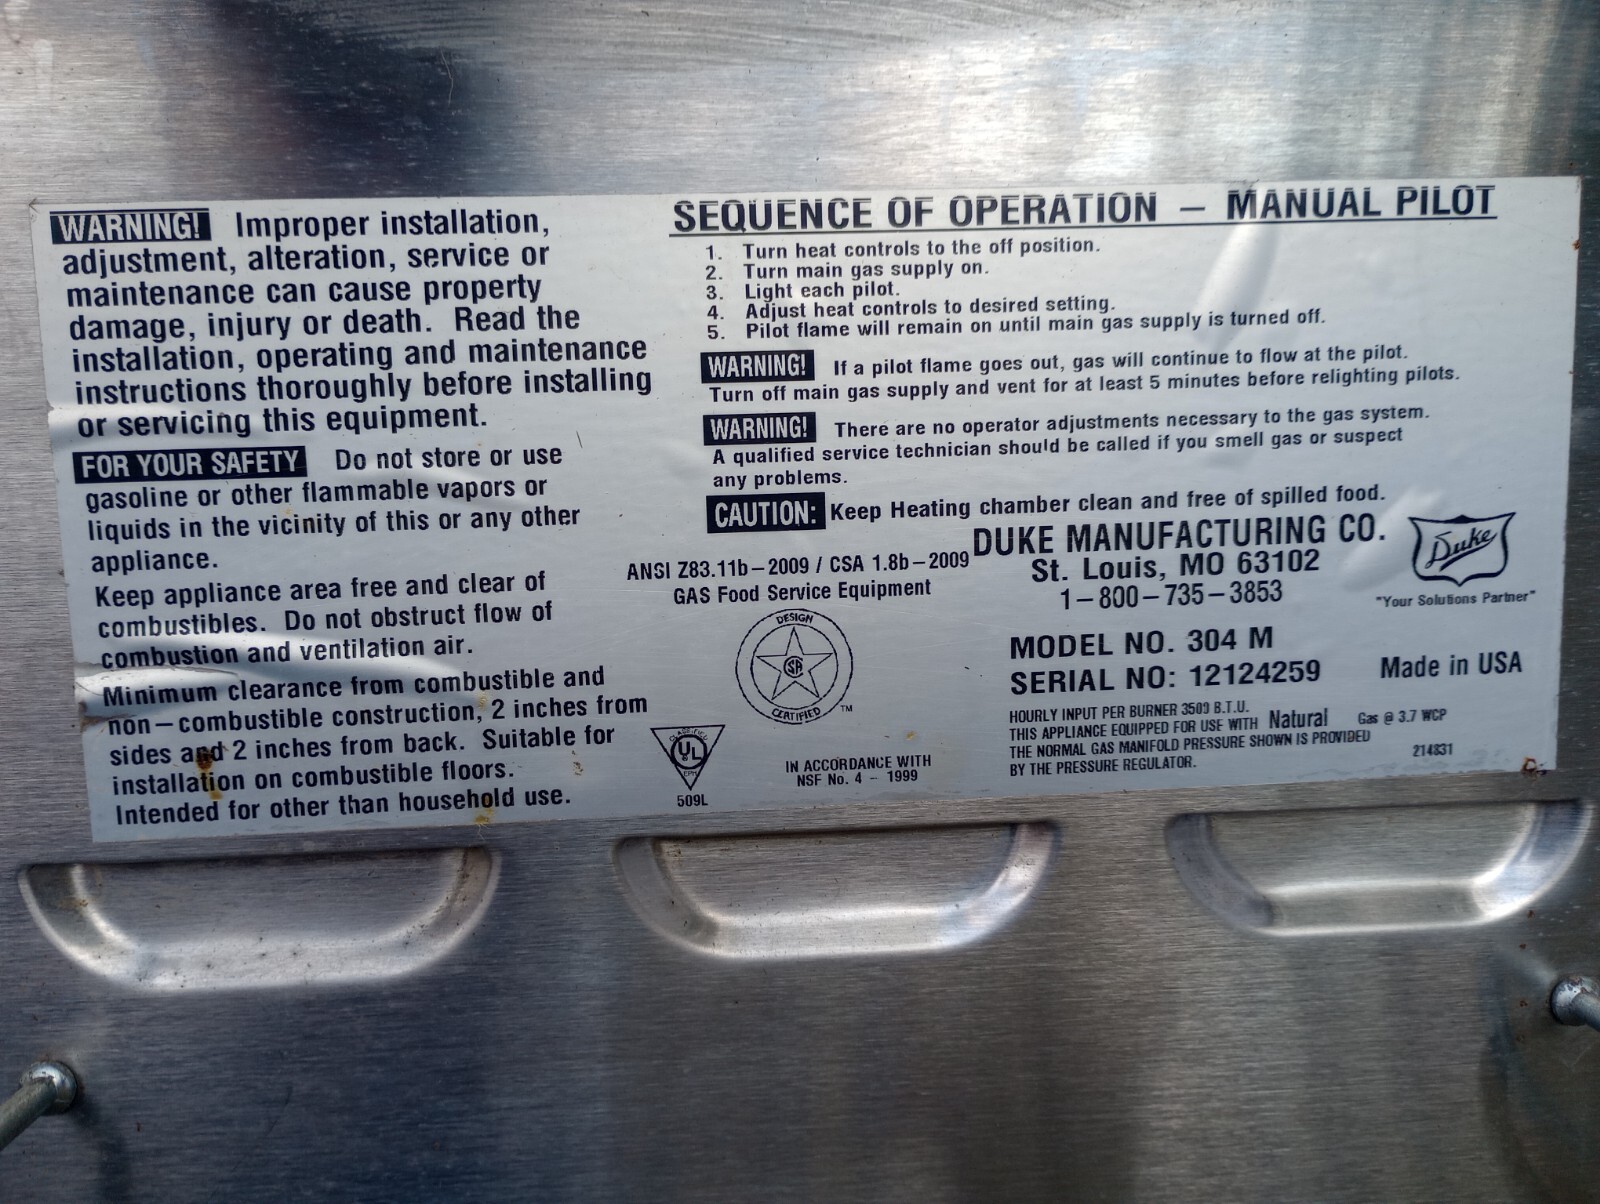 WARNING! Improper installation,
adjustment, alteration, service or
maintenance can cause property
damage, injury or death. Read the
installation, operating and maintenance
instructions thoroughly before installing
or servicing this equipment.
FOR YOUR SAFETY Do not store or use
gasoline or other flammable vapors or
liquids in the vicinity of this or any other
appliance.
Keep appliance area free and clear of
combustibles. Do not obstruct flow of
combustion and ventilation air.
Minimum clearance from combustible and
non-combustible construction, 2 inches from
sides and 2 inches from back. Suitable for
installation on combustible floors.
Intended for other than household use.
SEQUENCE OF OPERATION - MANUAL PILOT
1. Turn heat controls to the off position.
2. Turn main gas supply on.
3. Light each pilot.
4. Adjust heat controls to desired setting.
5. Pilot flame will remain on until main gas supply is turned off.
WARNING! If a pilot flame goes out, gas will continue to flow at the pilot.
Turn off main gas supply and vent for at least 5 minutes before relighting pilots.
WARNING! There are no operator adjustments necessary to the gas system.
A qualified service technician should be called if you smell gas or suspect
any problems.
CAUTION: Keep Heating chamber clean and free of spilled food.
ANSI Z83.11b-2009 / CSA 1.8b-2009
GAS Food Service Equipment
DESIGN
SA
CERTIFIED TM
CLASSIFIED
UL
EPH
509L
IN ACCORDANCE WITH
NSF No. 4 - 1999
DUKE MANUFACTURING CO.
St. Louis, MO 63102
1-800-735-3853
Duke
"Your Solutions Partner"
MODEL NO. 304 M
SERIAL NO: 12124259
Made in USA
HOURLY INPUT PER BURNER 3500 B.T.U.
THIS APPLIANCE EQUIPPED FOR USE WITH Natural Gas @ 3.7 WCP
THE NORMAL GAS MANIFOLD PRESSURE SHOWN IS PROVIDED
BY THE PRESSURE REGULATOR.
214831